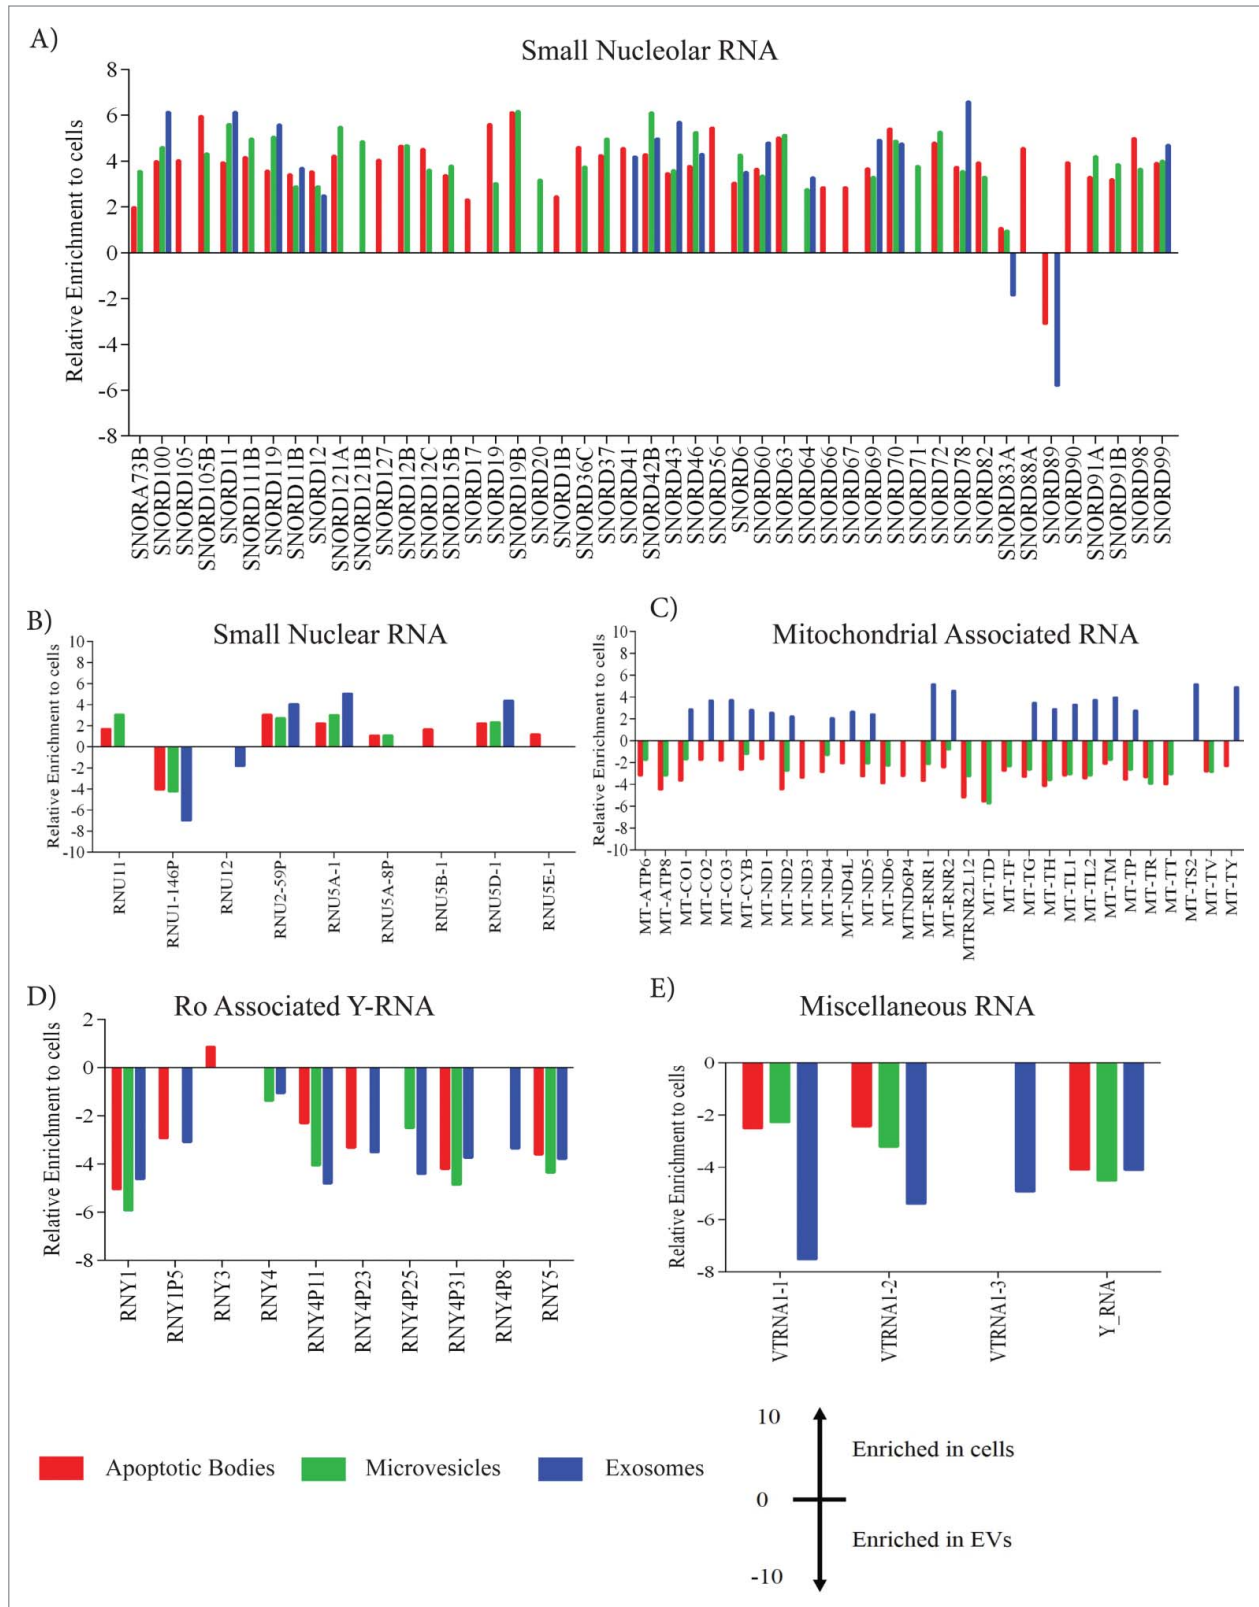 A)
Small Nucleolar RNA
Relative Enrichment to cells
8
6
4
2
0
-2
-4
-6
-8
SNORA73B
SNORD100
SNORD105
SNORD105B
SNORD11
SNORD111B
SNORD119
SNORD11B
SNORD12
SNORD121A
SNORD121B
SNORD127
SNORD12B
SNORD12C
SNORD15B
SNORD17
SNORD19
SNORD19B
SNORD20
SNORD1B
SNORD36C
SNORD37
SNORD41
SNORD42B
SNORD43
SNORD46
SNORD56
SNORD6
SNORD60
SNORD63
SNORD64
SNORD66
SNORD67
SNORD69
SNORD70
SNORD71
SNORD72
SNORD78
SNORD82
SNORD83A
SNORD88A
SNORD89
SNORD90
SNORD91A
SNORD91B
SNORD98
SNORD99
B)
Small Nuclear RNA
Relative Enrichment to cells
10
8
6
4
2
0
-2
-4
-6
-8
-10
RNU11
RNU1-146P
RNU12
RNU2-59P
RNU5A-1
RNU5A-8P
RNU5B-1
RNU5D-1
RNU5E-1
C)
Mitochondrial Associated RNA
Relative Enrichment to cells
10
8
6
4
2
0
-2
-4
-6
-8
-10
MT-ATP6
MT-ATP8
MT-CO1
MT-CO2
MT-CO3
MT-CYB
MT-ND1
MT-ND2
MT-ND3
MT-ND4
MT-ND4L
MT-ND5
MT-ND6
MTND6P4
MT-RNR1
MT-RNR2
MTRNR2L12
MT-TD
MT-TF
MT-TG
MT-TH
MT-TL1
MT-TL2
MT-TM
MT-TP
MT-TR
MT-TT
MT-TS2
MT-TV
MT-TY
D)
Ro Associated Y-RNA
Relative Enrichment to cells
2
0
-2
-4
-6
-8
RNY1
RNY1P5
RNY3
RNY4
RNY4P11
RNY4P23
RNY4P25
RNY4P31
RNY4P8
RNY5
E)
Miscellaneous RNA
Relative Enrichment to cells
0
-2
-4
-6
-8
VTRNA1-1
VTRNA1-2
VTRNA1-3
Y_RNA
Apoptotic Bodies
Microvesicles
Exosomes
10
Enriched in cells
0
Enriched in EVs
-10